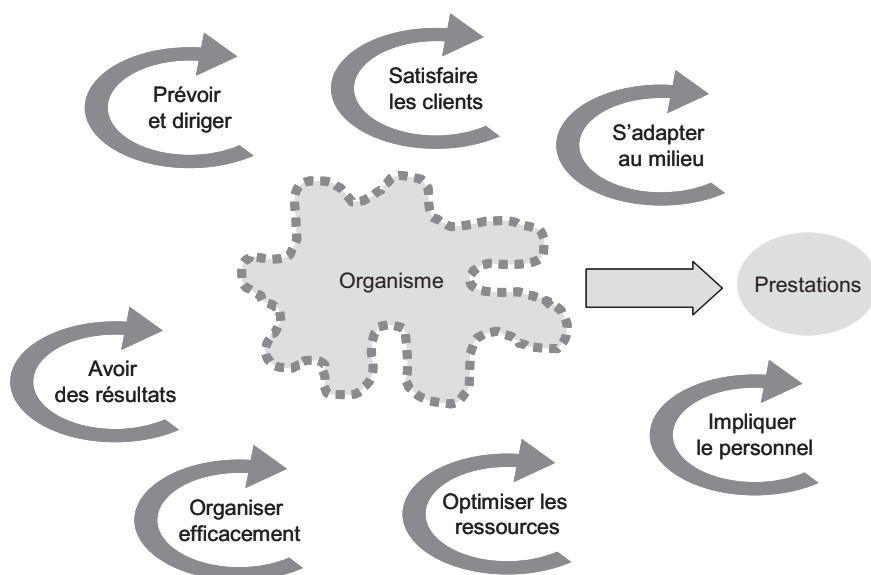 Prévoir
et diriger
Satisfaire
les clients
S’adapter
au milieu
Organisme
Prestations
Avoir
des résultats
Impliquer
le personnel
Organiser
efficacement
Optimiser les
ressources